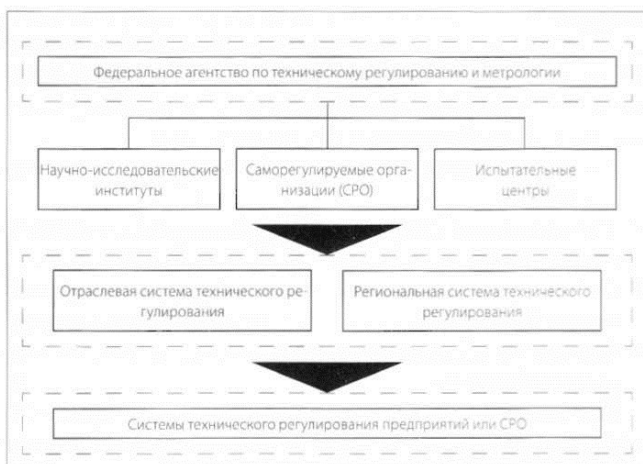 Федеральное агентство по техническому регулированию и метрологии
Научно-исследовательские
институты
Саморегулируемые орга-
низации (СРО)
Испытательные
центры
Отраслевая система технического ре-
гулирования
Региональная система технического
регулирования
Системы технического регулирования предприятий или СРО